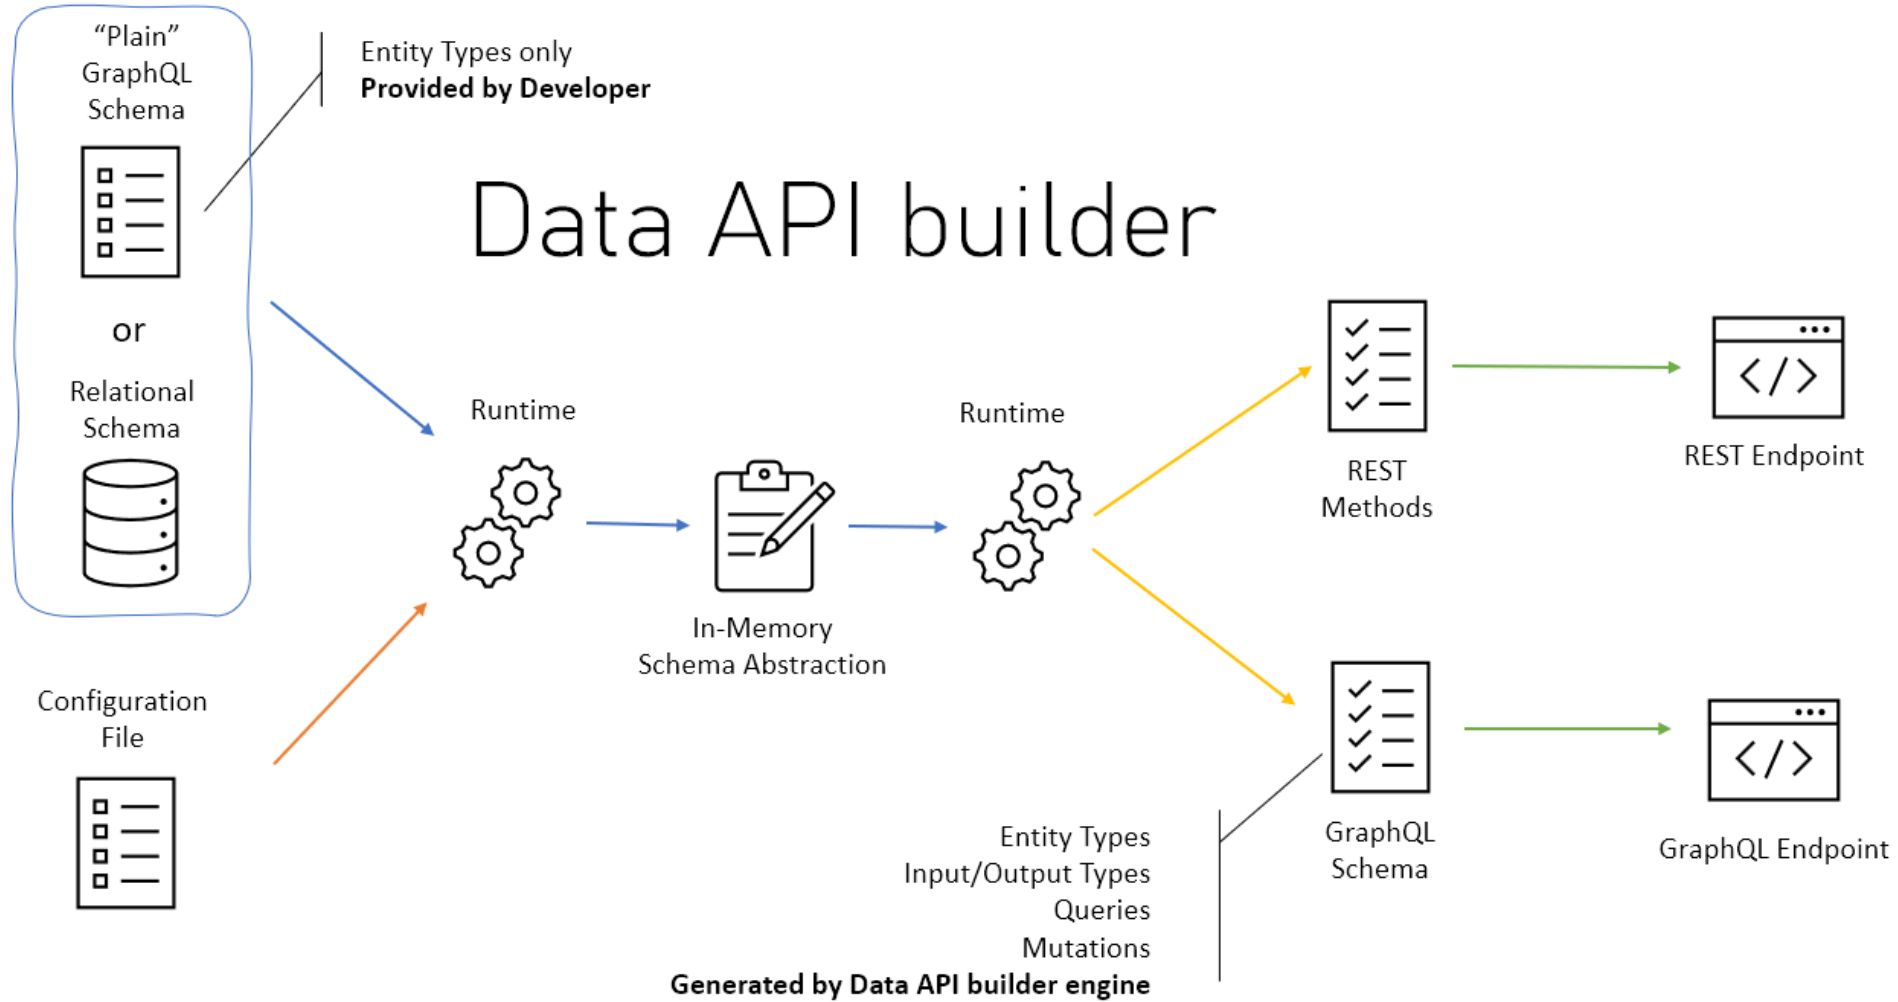 “Plain”
GraphQL
Schema
Entity Types only
Provided by Developer
Data API builder
or
Relational
Schema
Runtime
Runtime
REST
Methods
REST Endpoint
In-Memory
Schema Abstraction
Configuration
File
GraphQL
Schema
GraphQL Endpoint
Entity Types
Input/Output Types
Queries
Mutations
Generated by Data API builder engine